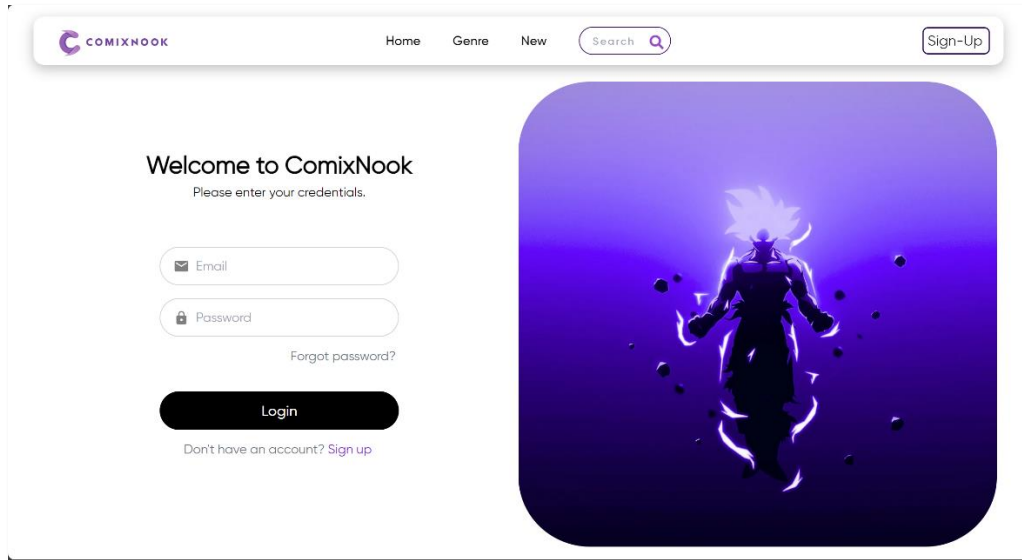 COMIXNOOK
Home Genre New Search Sign-Up
Welcome to ComixNook
Please enter your credentials.
Email
Password
Forgot password?
Login
Don't have an account? Sign up